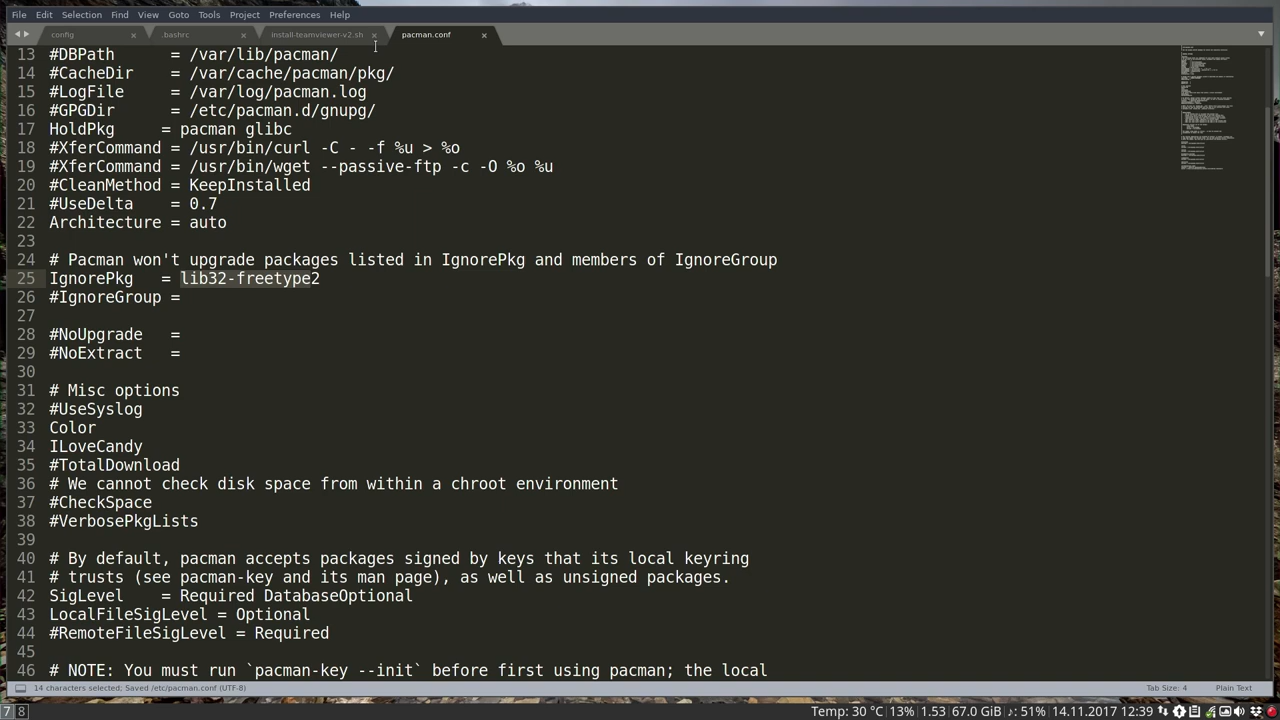 File Edit Selection Find View Goto Tools Project Preferences Help
config × .bashrc × install-teamviewer-v2.sh × pacman.conf ×
13 #DBPath      = /var/lib/pacman/
14 #CacheDir    = /var/cache/pacman/pkg/
15 #LogFile     = /var/log/pacman.log
16 #GPGDir      = /etc/pacman.d/gnupg/
17 HoldPkg     = pacman glibc
18 #XferCommand = /usr/bin/curl -C - -f %u > %o
19 #XferCommand = /usr/bin/wget --passive-ftp -c -O %o %u
20 #CleanMethod = KeepInstalled
21 #UseDelta    = 0.7
22 Architecture = auto
23
24 # Pacman won't upgrade packages listed in IgnorePkg and members of IgnoreGroup
25 IgnorePkg   = lib32-freetype2
26 #IgnoreGroup =
27
28 #NoUpgrade   =
29 #NoExtract   =
30
31 # Misc options
32 #UseSyslog
33 Color
34 ILoveCandy
35 #TotalDownload
36 # We cannot check disk space from within a chroot environment
37 #CheckSpace
38 #VerbosePkgLists
39
40 # By default, pacman accepts packages signed by keys that its local keyring
41 # trusts (see pacman-key and its man page), as well as unsigned packages.
42 SigLevel    = Required DatabaseOptional
43 LocalFileSigLevel = Optional
44 #RemoteFileSigLevel = Required
45
46 # NOTE: You must run `pacman-key --init` before first using pacman; the local
14 characters selected; Saved /etc/pacman.conf (UTF-8) Tab Size: 4 Plain Text
7 8 Temp: 30 °C 13% 1.53 67.0 GiB ♪: 51% 14.11.2017 12:39